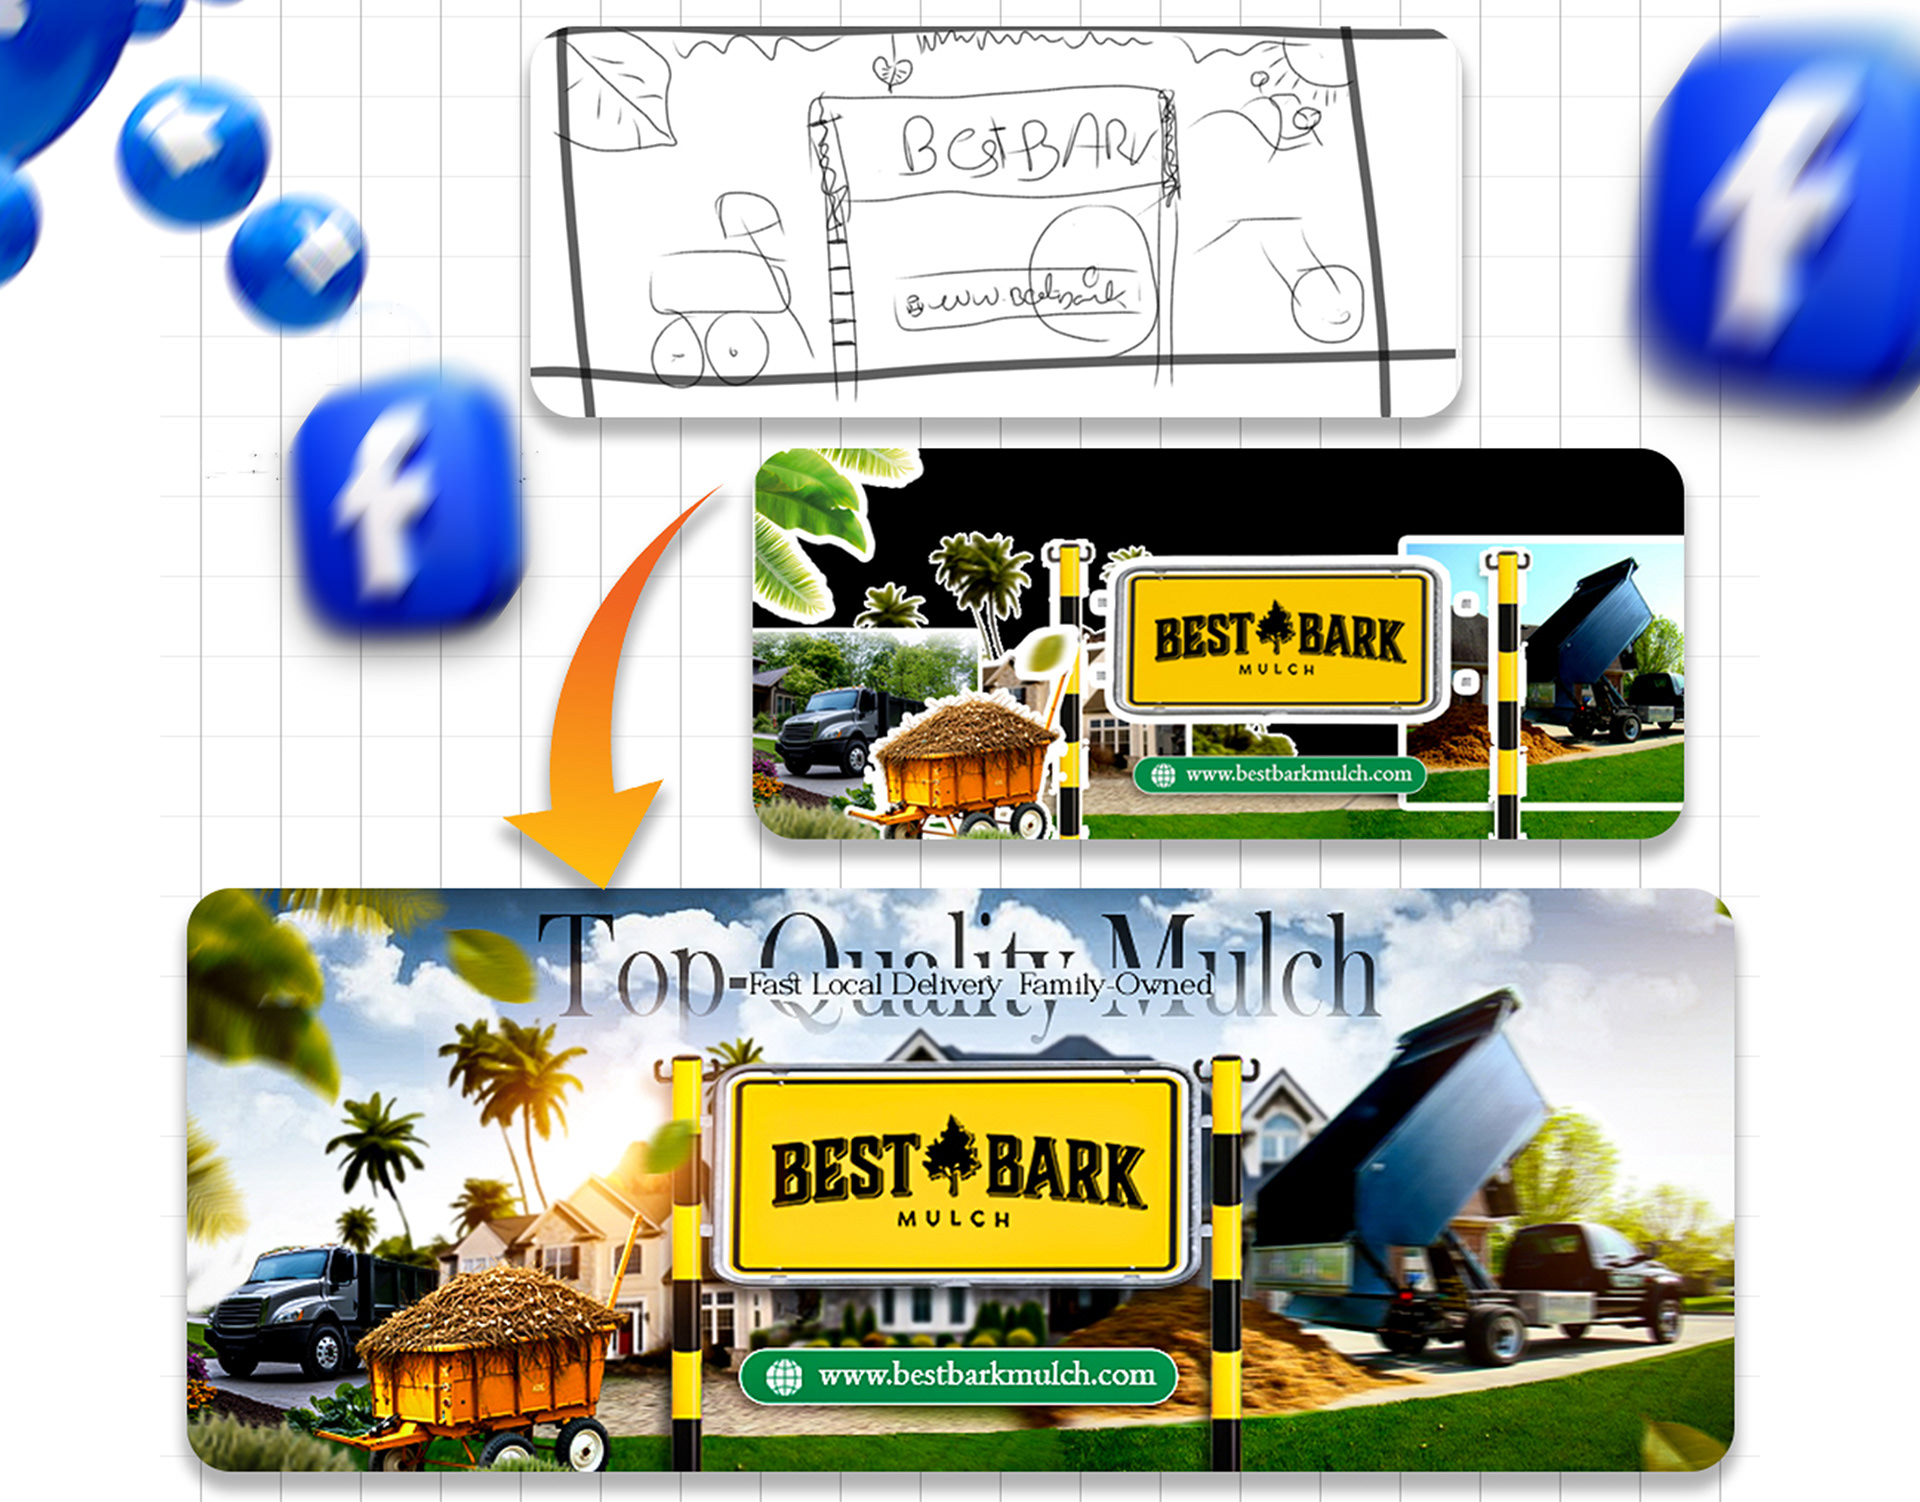 BestBARK
www.Bestbark
BEST BARK
MULCH
www.bestbarkmulch.com
Top-Quality Mulch
Fast Local Delivery Family-Owned
BEST BARK
MULCH
www.bestbarkmulch.com